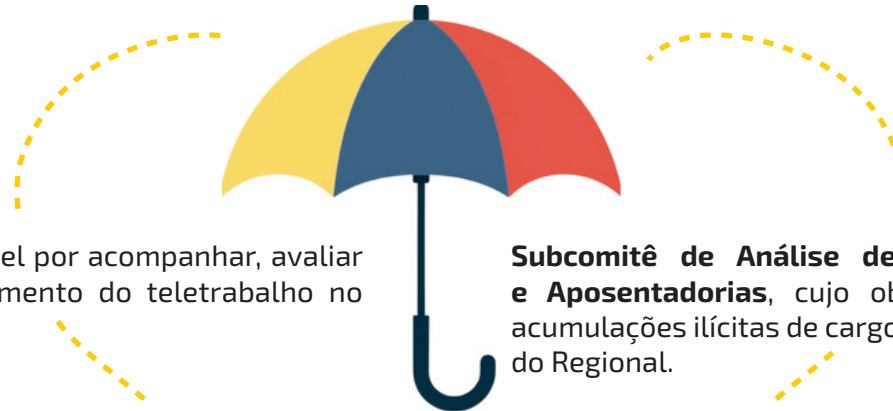 el por acompanhar, avaliar
mento do teletrabalho no
Subcomitê de Análise de
e Aposentadorias, cujo ob
acumulações ilícitas de cargo
do Regional.